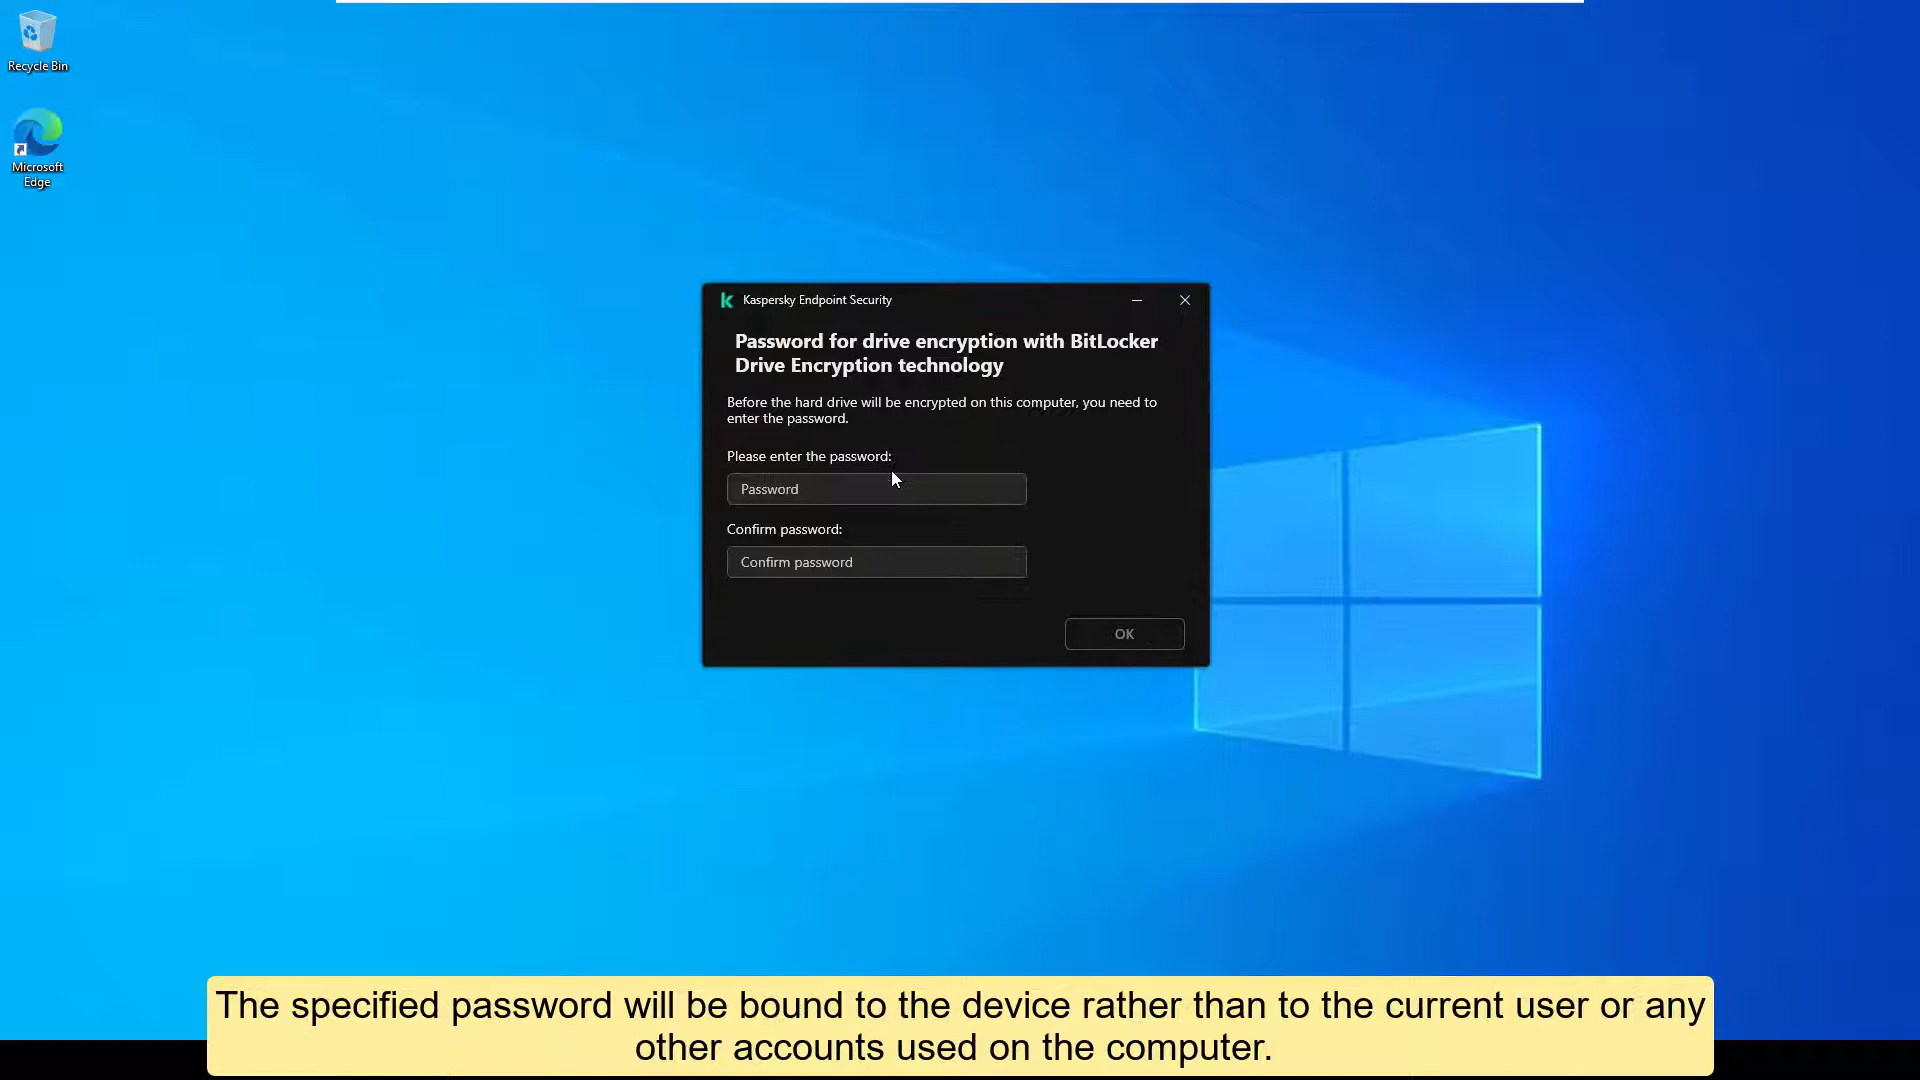 Recycle Bin
Microsoft
Edge
Kaspersky Endpoint Security
Password for drive encryption with BitLocker
Drive Encryption technology
Before the hard drive will be encrypted on this computer, you need to
enter the password.
Please enter the password:
Password
Confirm password:
Confirm password
OK
The specified password will be bound to the device rather than to the current user or any
other accounts used on the computer.